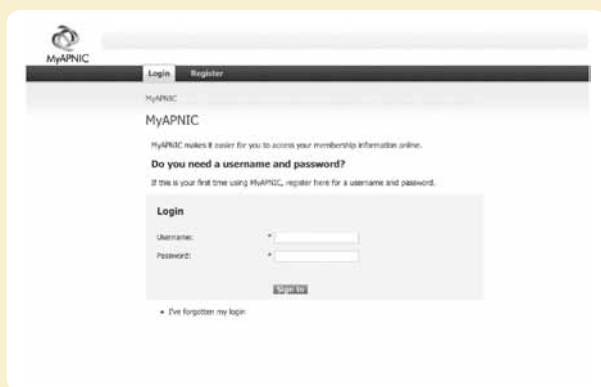 MyAPNIC
Login Register
MyAPNIC
MyAPNIC
MyAPNIC makes it easier for you to access your membership information online.
Do you need a username and password?
If this is your first time using MyAPNIC, register here for a username and password.
Login
Username: *
Password: *
Sign In
• I've forgotten my login